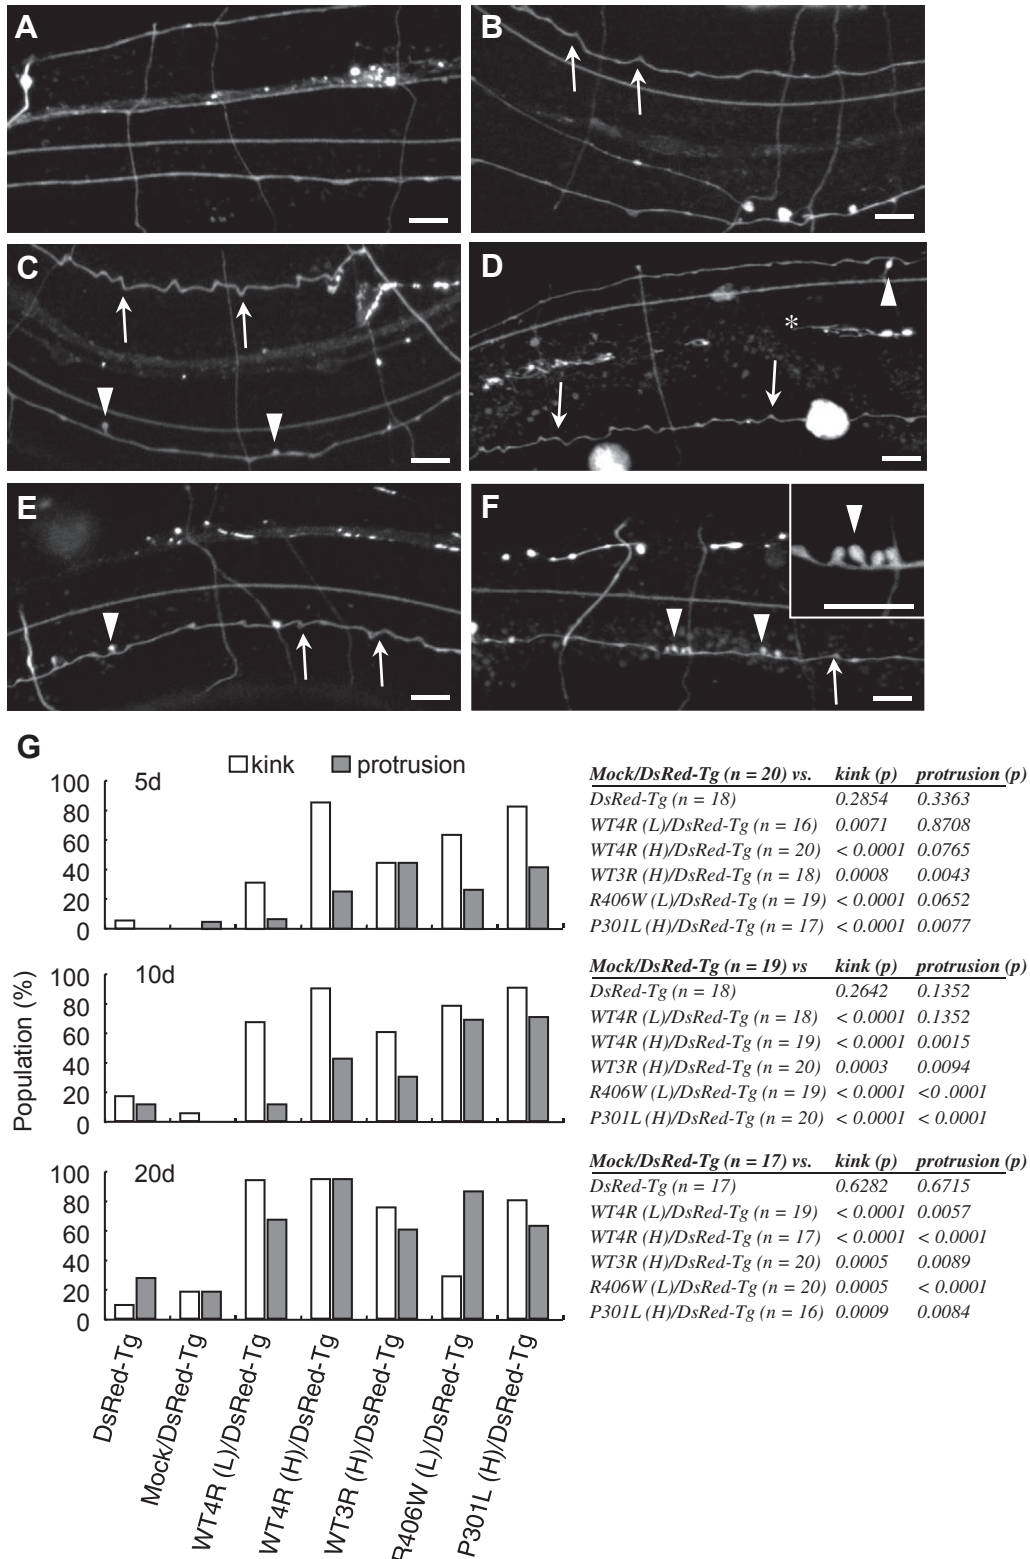 A
B
C
D
*
E
F
G
kink
protrusion
5d
100
80
60
40
20
0
Mock/DsRed-Tg (n = 20) vs. kink (p) protrusion (p)
DsRed-Tg (n = 18) 0.2854 0.3363
WT4R (L)/DsRed-Tg (n = 16) 0.0071 0.8708
WT4R (H)/DsRed-Tg (n = 20) < 0.0001 0.0765
WT3R (H)/DsRed-Tg (n = 18) 0.0008 0.0043
R406W (L)/DsRed-Tg (n = 19) < 0.0001 0.0652
P301L (H)/DsRed-Tg (n = 17) < 0.0001 0.0077
Population (%)
10d
100
80
60
40
20
0
Mock/DsRed-Tg (n = 19) vs kink (p) protrusion (p)
DsRed-Tg (n = 18) 0.2642 0.1352
WT4R (L)/DsRed-Tg (n = 18) < 0.0001 0.1352
WT4R (H)/DsRed-Tg (n = 19) < 0.0001 0.0015
WT3R (H)/DsRed-Tg (n = 20) 0.0003 0.0094
R406W (L)/DsRed-Tg (n = 19) < 0.0001 <0 .0001
P301L (H)/DsRed-Tg (n = 20) < 0.0001 < 0.0001
20d
100
80
60
40
20
0
Mock/DsRed-Tg (n = 17) vs. kink (p) protrusion (p)
DsRed-Tg (n = 17) 0.6282 0.6715
WT4R (L)/DsRed-Tg (n = 19) < 0.0001 0.0057
WT4R (H)/DsRed-Tg (n = 17) < 0.0001 < 0.0001
WT3R (H)/DsRed-Tg (n = 20) 0.0005 0.0089
R406W (L)/DsRed-Tg (n = 20) 0.0005 < 0.0001
P301L (H)/DsRed-Tg (n = 16) 0.0009 0.0084
DsRed-Tg
Mock/DsRed-Tg
WT4R (L)/DsRed-Tg
WT4R (H)/DsRed-Tg
WT3R (H)/DsRed-Tg
R406W (L)/DsRed-Tg
P301L (H)/DsRed-Tg